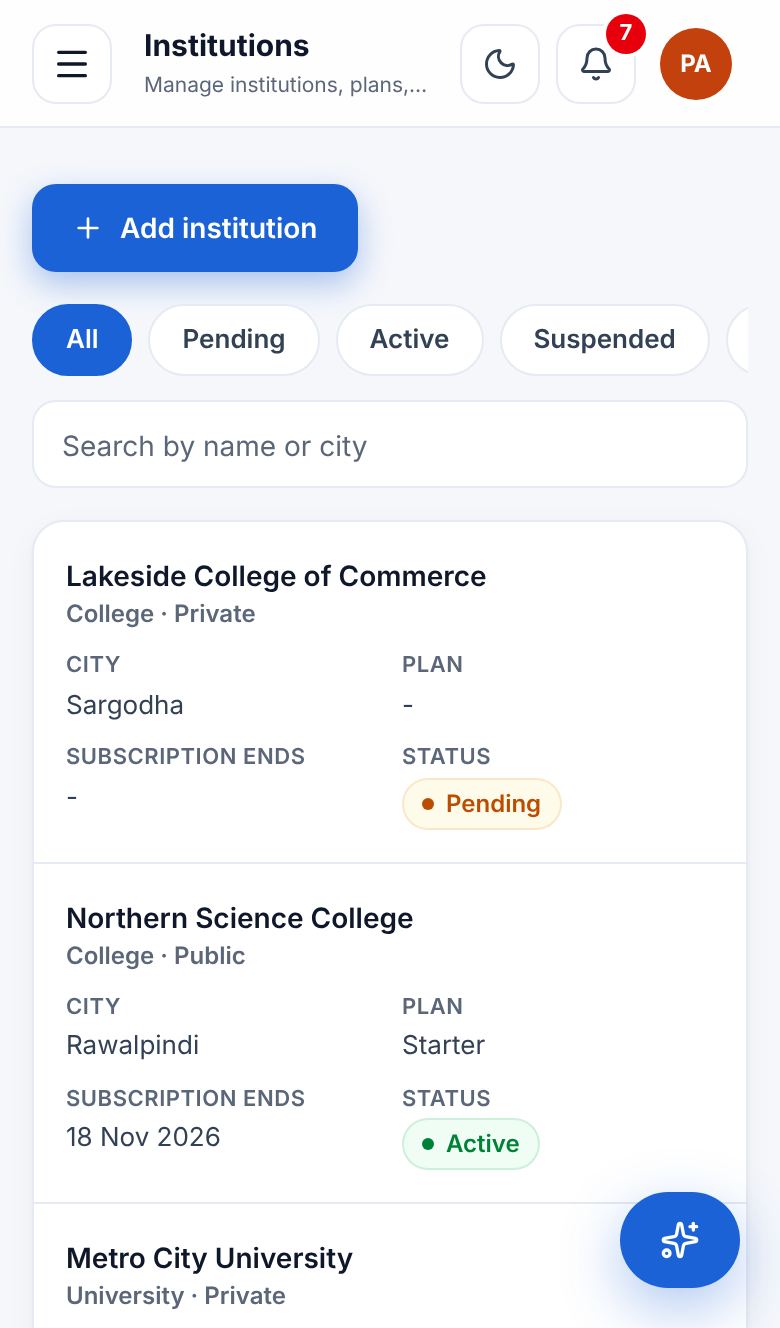 Institutions
Manage institutions, plans,...
7
PA
Add institution
All
Pending
Active
Suspended
Search by name or city
Lakeside College of Commerce
College · Private
CITY
PLAN
Sargodha
-
SUBSCRIPTION ENDS
STATUS
-
Pending
Northern Science College
College · Public
CITY
PLAN
Rawalpindi
Starter
SUBSCRIPTION ENDS
STATUS
18 Nov 2026
Active
Metro City University
University · Private